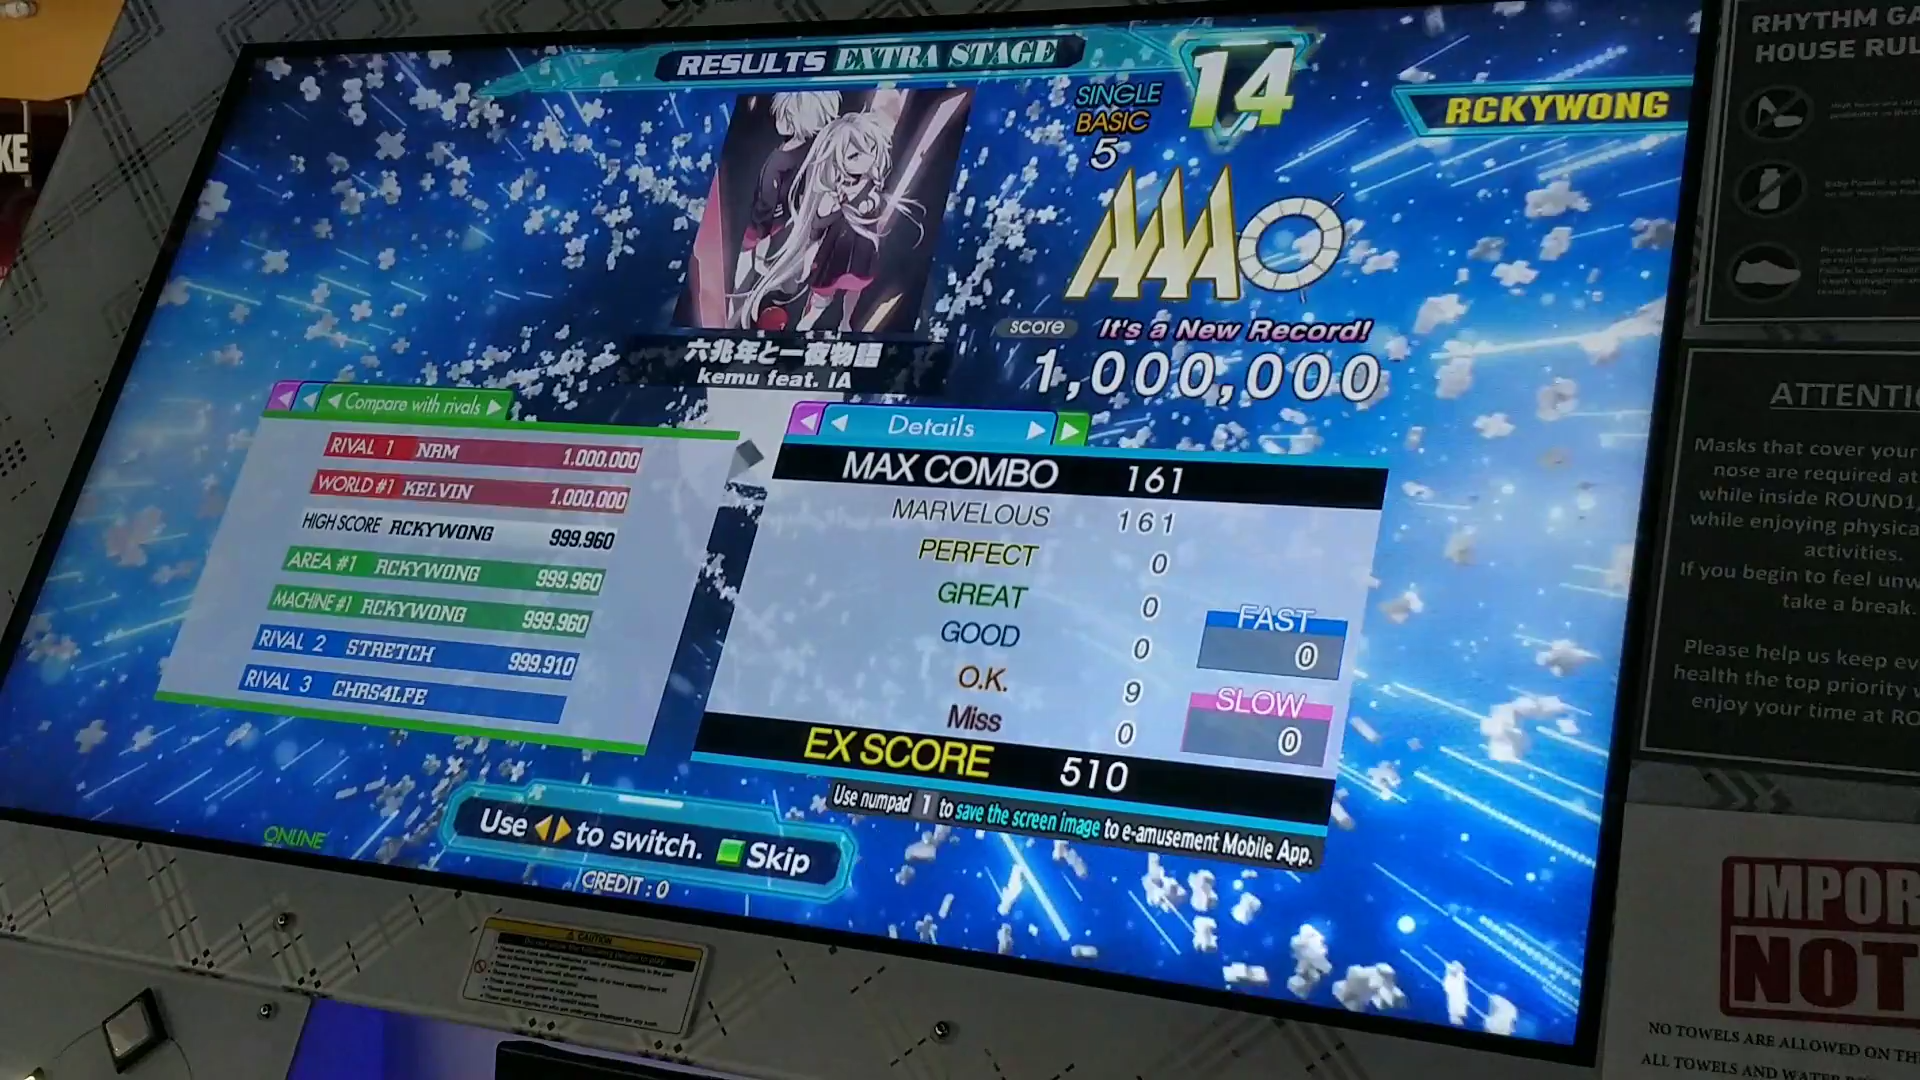 RESULTS EXTRA STAGE
14
SINGLE
BASIC
5
RCKYWONG
AAA
score
It's a New Record!
1,000,000
六兆年と一夜物語
kemu feat. IA
Compare with rivals
RIVAL 1 NRM 1.000.000
WORLD #1 KELVIN 1.000.000
HIGH SCORE RCKYWONG 999.960
AREA #1 RCKYWONG 999.960
MACHINE #1 RCKYWONG 999.960
RIVAL 2 STRETCH 999.910
RIVAL 3 CHRS4LPE
Details
MAX COMBO 161
MARVELOUS 161
PERFECT 0
GREAT 0
GOOD 0
O.K. 9
Miss 0
FAST
0
SLOW
0
EX SCORE 510
Use numpad 1 to save the screen image to e-amusement Mobile App.
Use to switch. Skip
ONLINE
CREDIT : 0
CAUTION
KE
RHYTHM GA
HOUSE RUL
ATTENTIO
Masks that cover your
nose are required at
while inside ROUND1,
while enjoying physica
activities.
If you begin to feel unw
take a break.
Please help us keep ev
health the top priority
enjoy your time at RO
IMPOR
NOT
NO TOWELS ARE ALLOWED ON TH
ALL TOWELS AND WATER